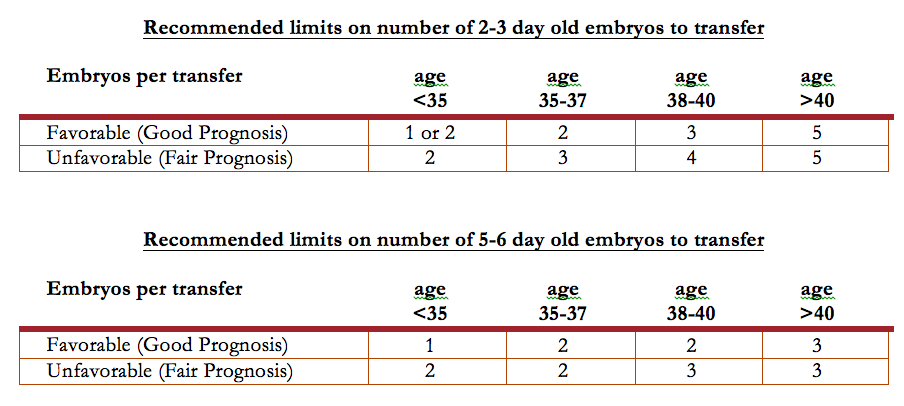 Recommended limits on number of 2-3 day old embryos to transfer
Embryos per transfer age age age age
<35 35-37 38-40 >40
Favorable (Good Prognosis) 1 or 2 2 3 5
Unfavorable (Fair Prognosis) 2 3 4 5
Recommended limits on number of 5-6 day old embryos to transfer
Embryos per transfer age age age age
<35 35-37 38-40 >40
Favorable (Good Prognosis) 1 2 2 3
Unfavorable (Fair Prognosis) 2 2 3 3